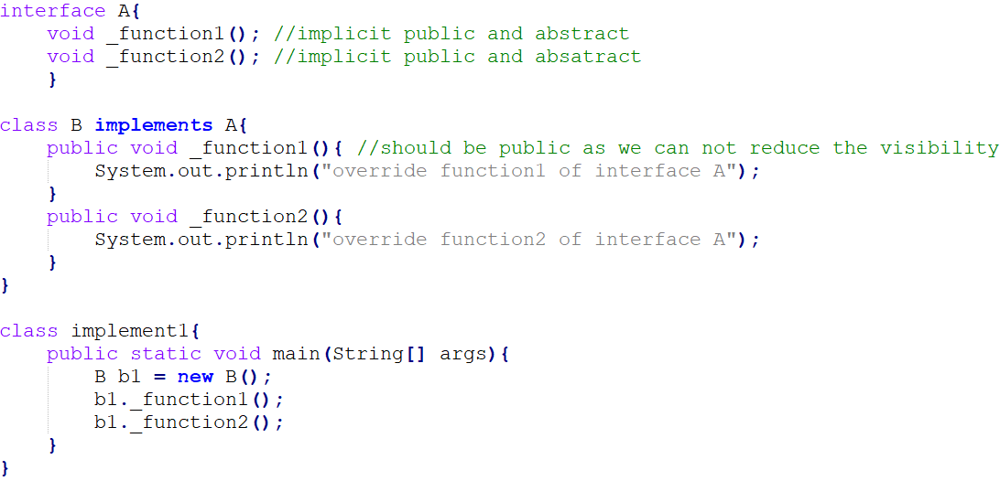 interface A{
    void _function1(); //implicit public and abstract
    void _function2(); //implicit public and absatract
    }

class B implements A{
    public void _function1(){ //should be public as we can not reduce the visibility
        System.out.println("override function1 of interface A");
    }
    public void _function2(){
        System.out.println("override function2 of interface A");
    }
}

class implement1{
    public static void main(String[] args){
        B b1 = new B();
        b1._function1();
        b1._function2();
    }
}